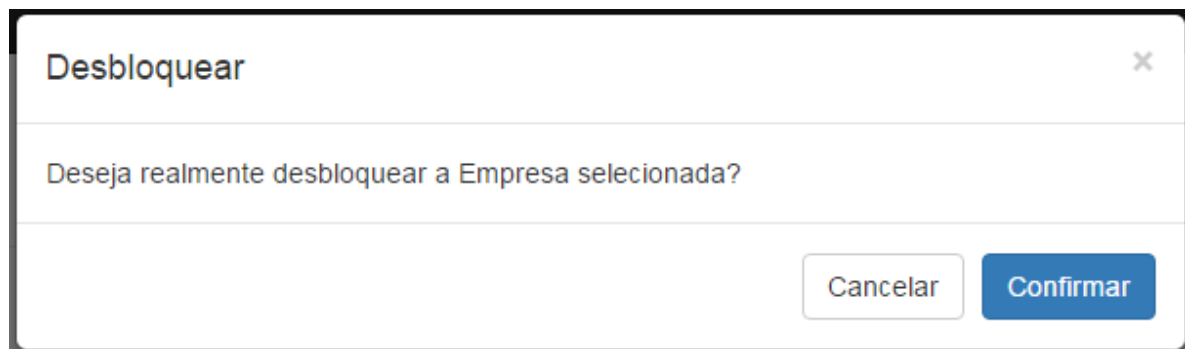 Desbloquear ×
Deseja realmente desbloquear a Empresa selecionada?
Cancelar Confirmar